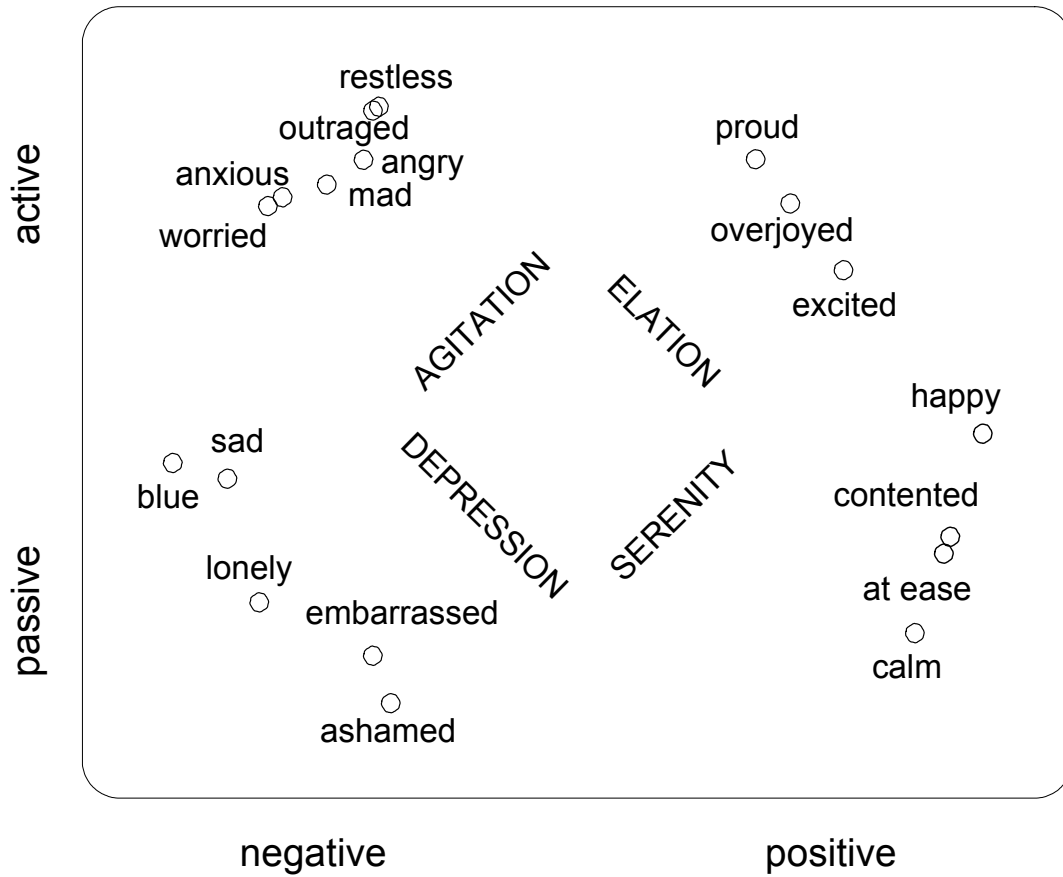 restless
outraged
proud
angry
anxious
mad
active
worried
overjoyed
excited
AGITATION
ELATION
happy
sad
blue
DEPRESSION
SERENITY
contented
lonely
at ease
embarrassed
passive
calm
ashamed
negative
positive